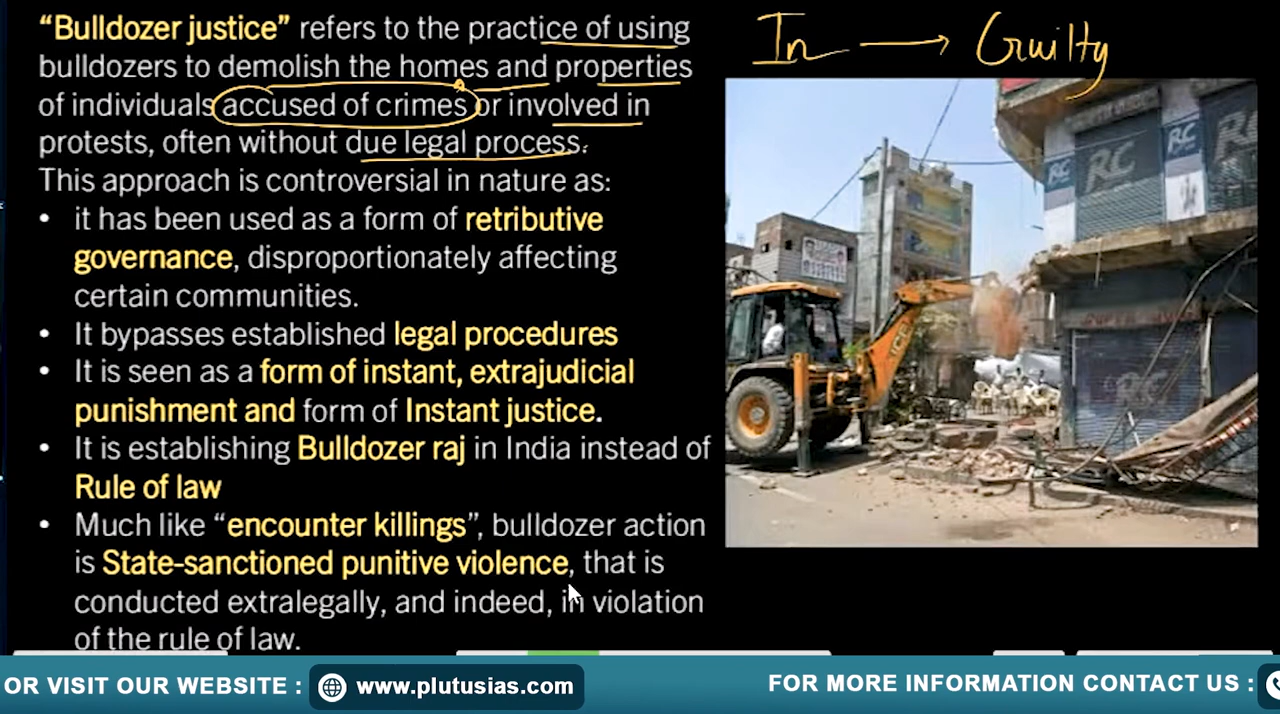 “Bulldozer justice” refers to the practice of using
bulldozers to demolish the homes and properties
of individuals accused of crimes or involved in
protests, often without due legal process.
This approach is controversial in nature as:
• it has been used as a form of retributive
governance, disproportionately affecting
certain communities.
• It bypasses established legal procedures
• It is seen as a form of instant, extrajudicial
punishment and form of Instant justice.
• It is establishing Bulldozer raj in India instead of
Rule of law
• Much like “encounter killings”, bulldozer action
is State-sanctioned punitive violence, that is
conducted extralegally, and indeed, in violation
of the rule of law.
In → Guilty
RC
RC
RC
RC
JCB
OR VISIT OUR WEBSITE : www.plutusias.com
FOR MORE INFORMATION CONTACT US :